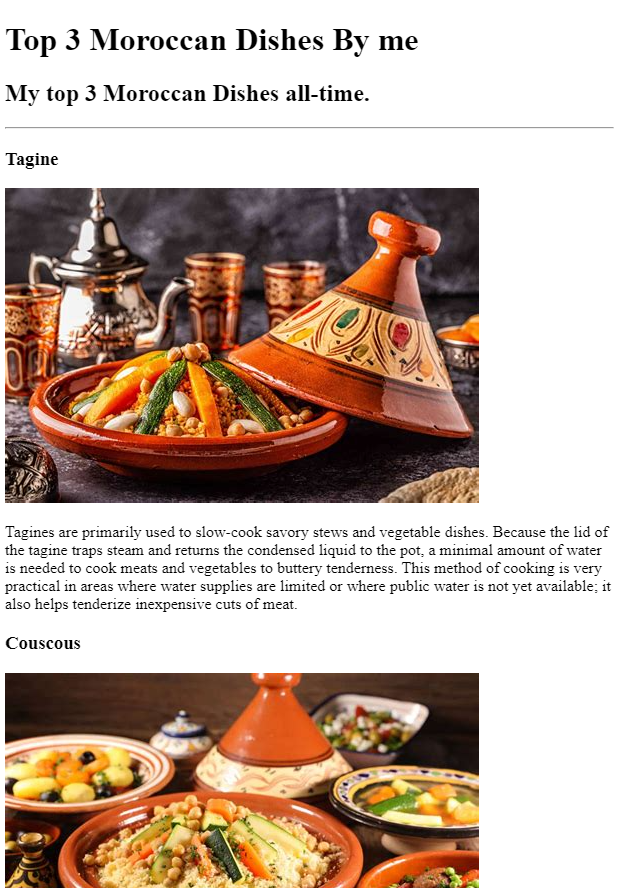 Top 3 Moroccan Dishes By me
My top 3 Moroccan Dishes all-time.
Tagine
Tagines are primarily used to slow-cook savory stews and vegetable dishes. Because the lid of
the tagine traps steam and returns the condensed liquid to the pot, a minimal amount of water
is needed to cook meats and vegetables to buttery tenderness. This method of cooking is very
practical in areas where water supplies are limited or where public water is not yet available; it
also helps tenderize inexpensive cuts of meat.
Couscous